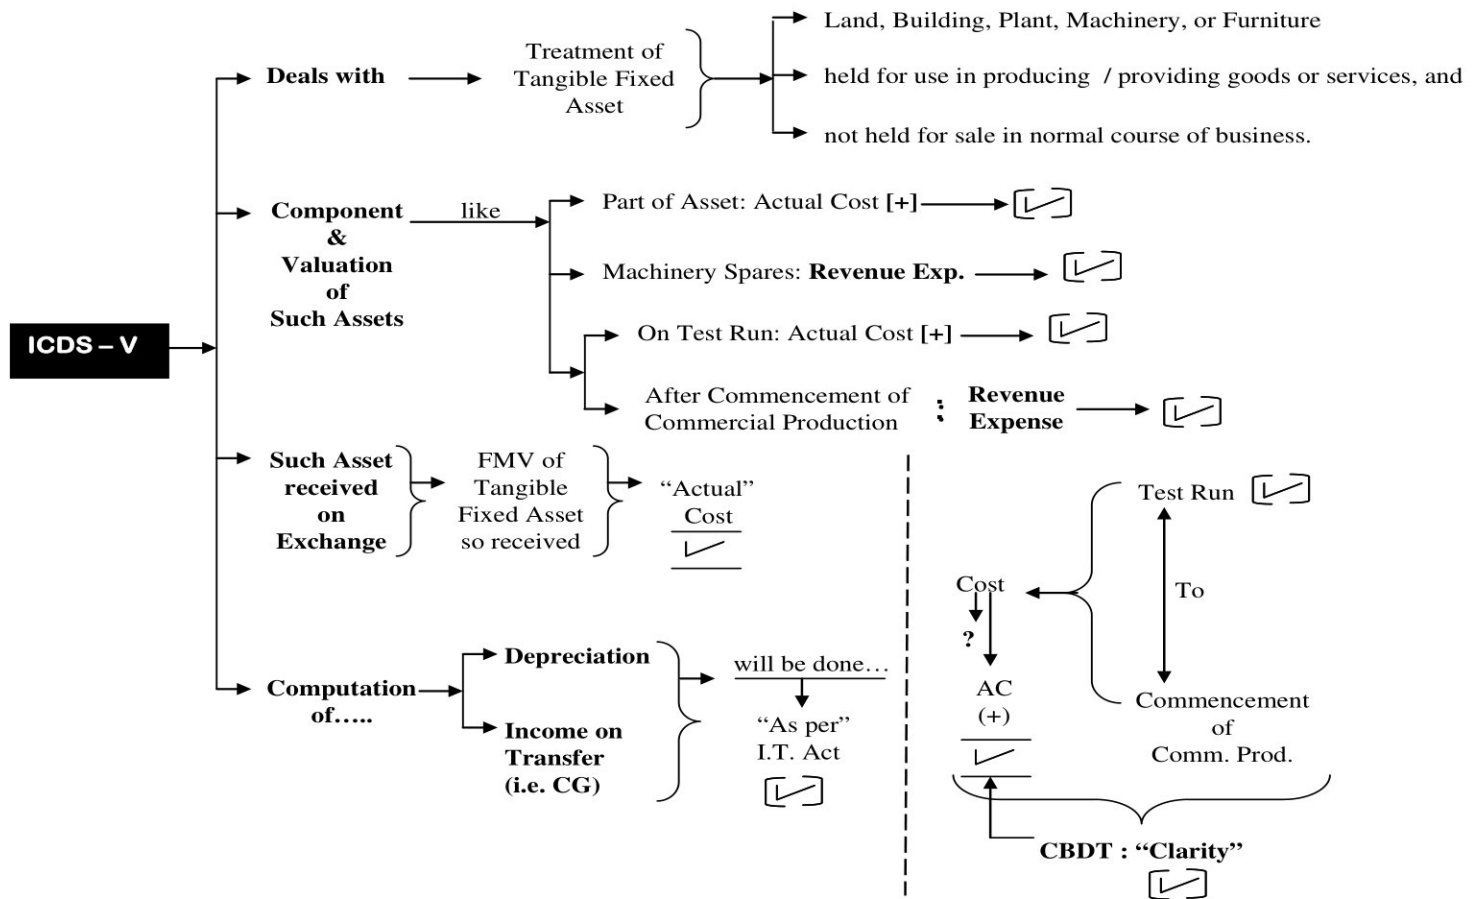 ICDS – V
Deals with
Treatment of
Tangible Fixed
Asset
Land, Building, Plant, Machinery, or Furniture
held for use in producing / providing goods or services, and
not held for sale in normal course of business.
Component
&
Valuation
of
Such Assets
like
Part of Asset: Actual Cost [+]
Machinery Spares: Revenue Exp.
On Test Run: Actual Cost [+]
After Commencement of
Commercial Production
:
Revenue
Expense
Such Asset
received
on
Exchange
FMV of
Tangible
Fixed Asset
so received
“Actual”
Cost
Computation
of.....
Depreciation
Income on
Transfer
(i.e. CG)
will be done…
“As per”
I.T. Act
Test Run
To
Commencement
of
Comm. Prod.
Cost
?
AC
(+)
CBDT : “Clarity”